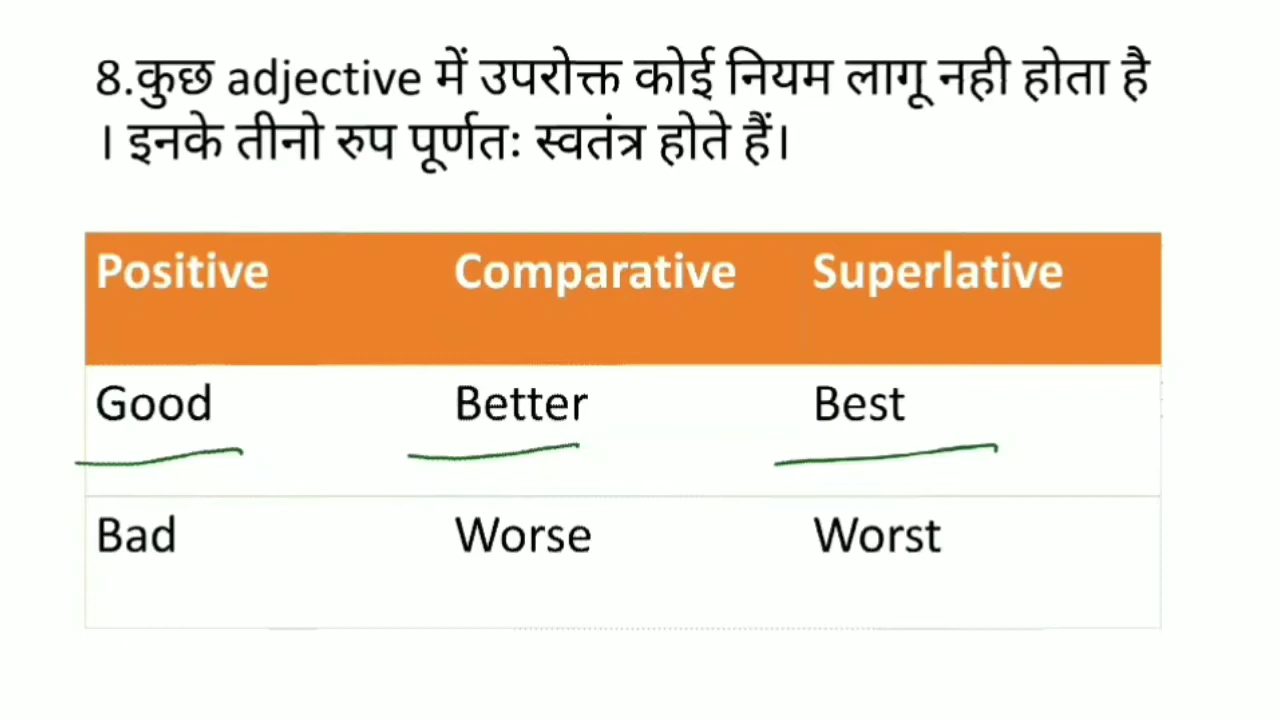 8.कुछ adjective में उपरोक्त कोई नियम लागू नही होता है
। इनके तीनो रुप पूर्णतः स्वतंत्र होते हैं।
Positive Comparative Superlative
Good Better Best
Bad Worse Worst